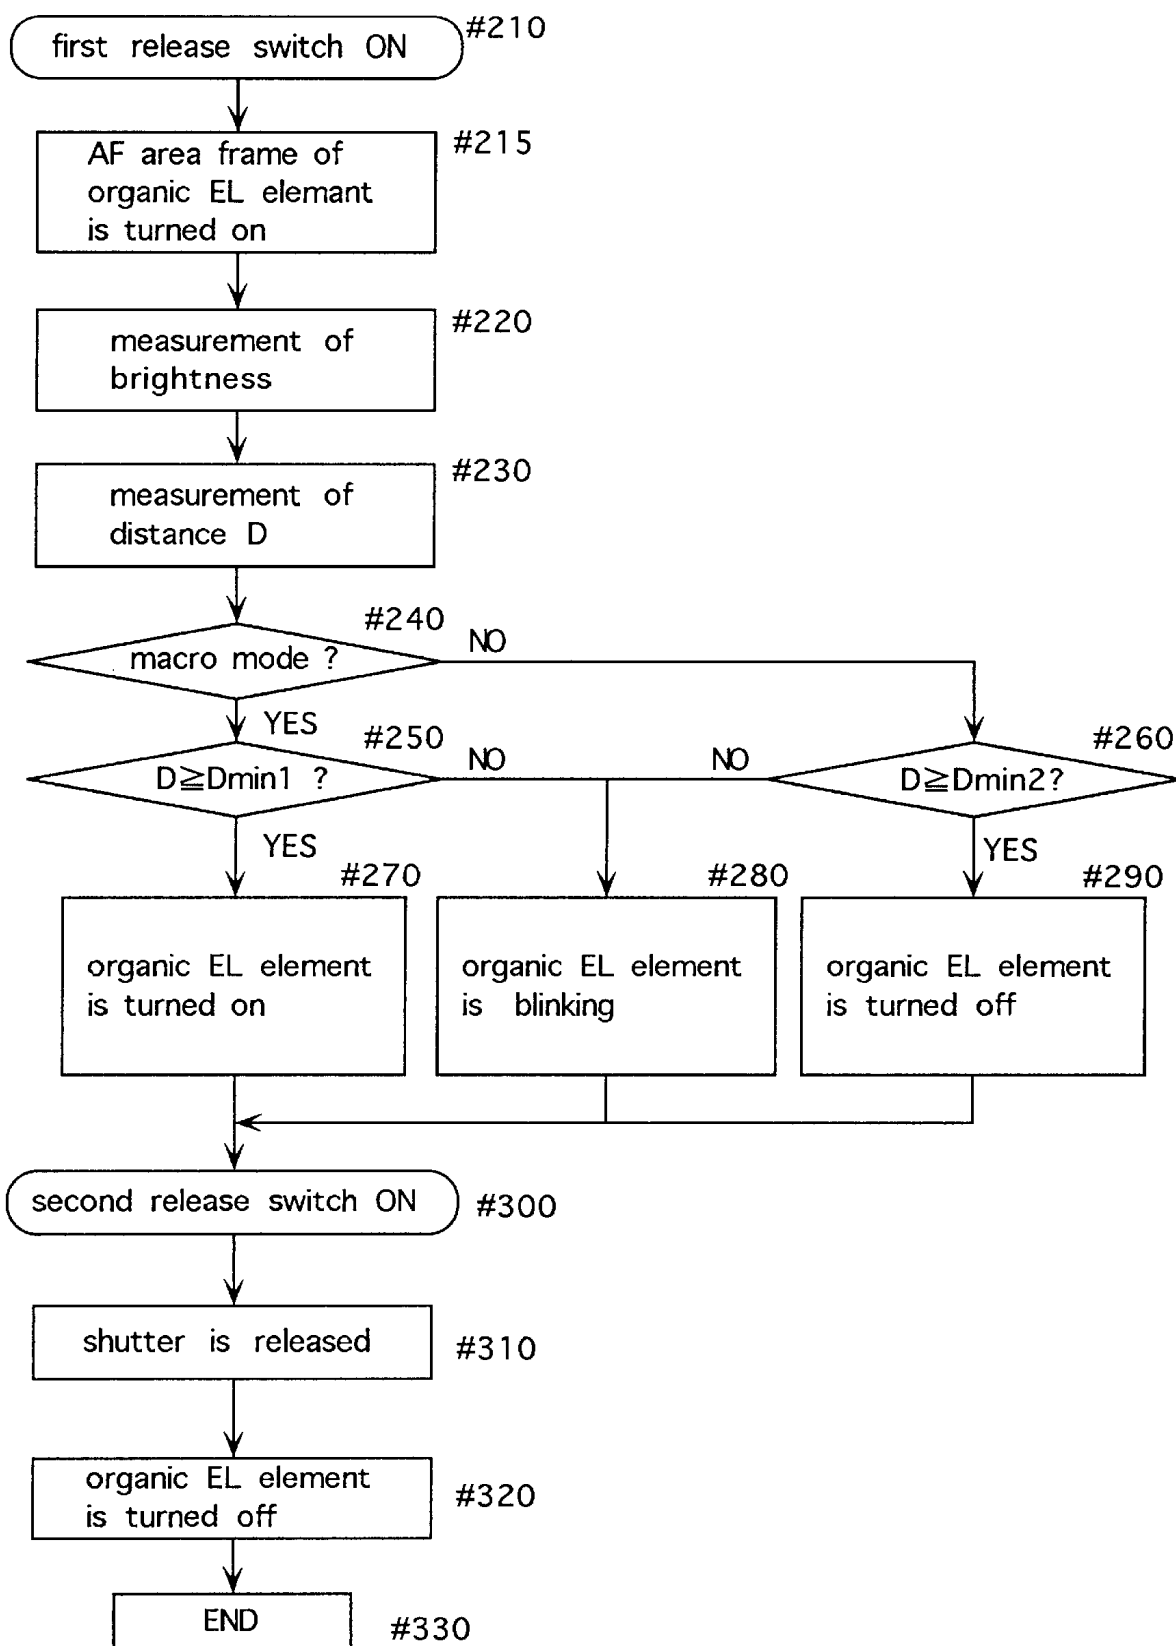 first release switch ON
#210
AF area frame of
organic EL elemant
is turned on
#215
measurement of
brightness
#220
measurement of
distance D
#230
macro mode ?
#240
NO
YES
D≧Dmin1 ?
#250
NO
NO
D≧Dmin2?
#260
YES
YES
#270
organic EL element
is turned on
#280
organic EL element
is blinking
#290
organic EL element
is turned off
second release switch ON
#300
shutter is released
#310
organic EL element
is turned off
#320
END
#330